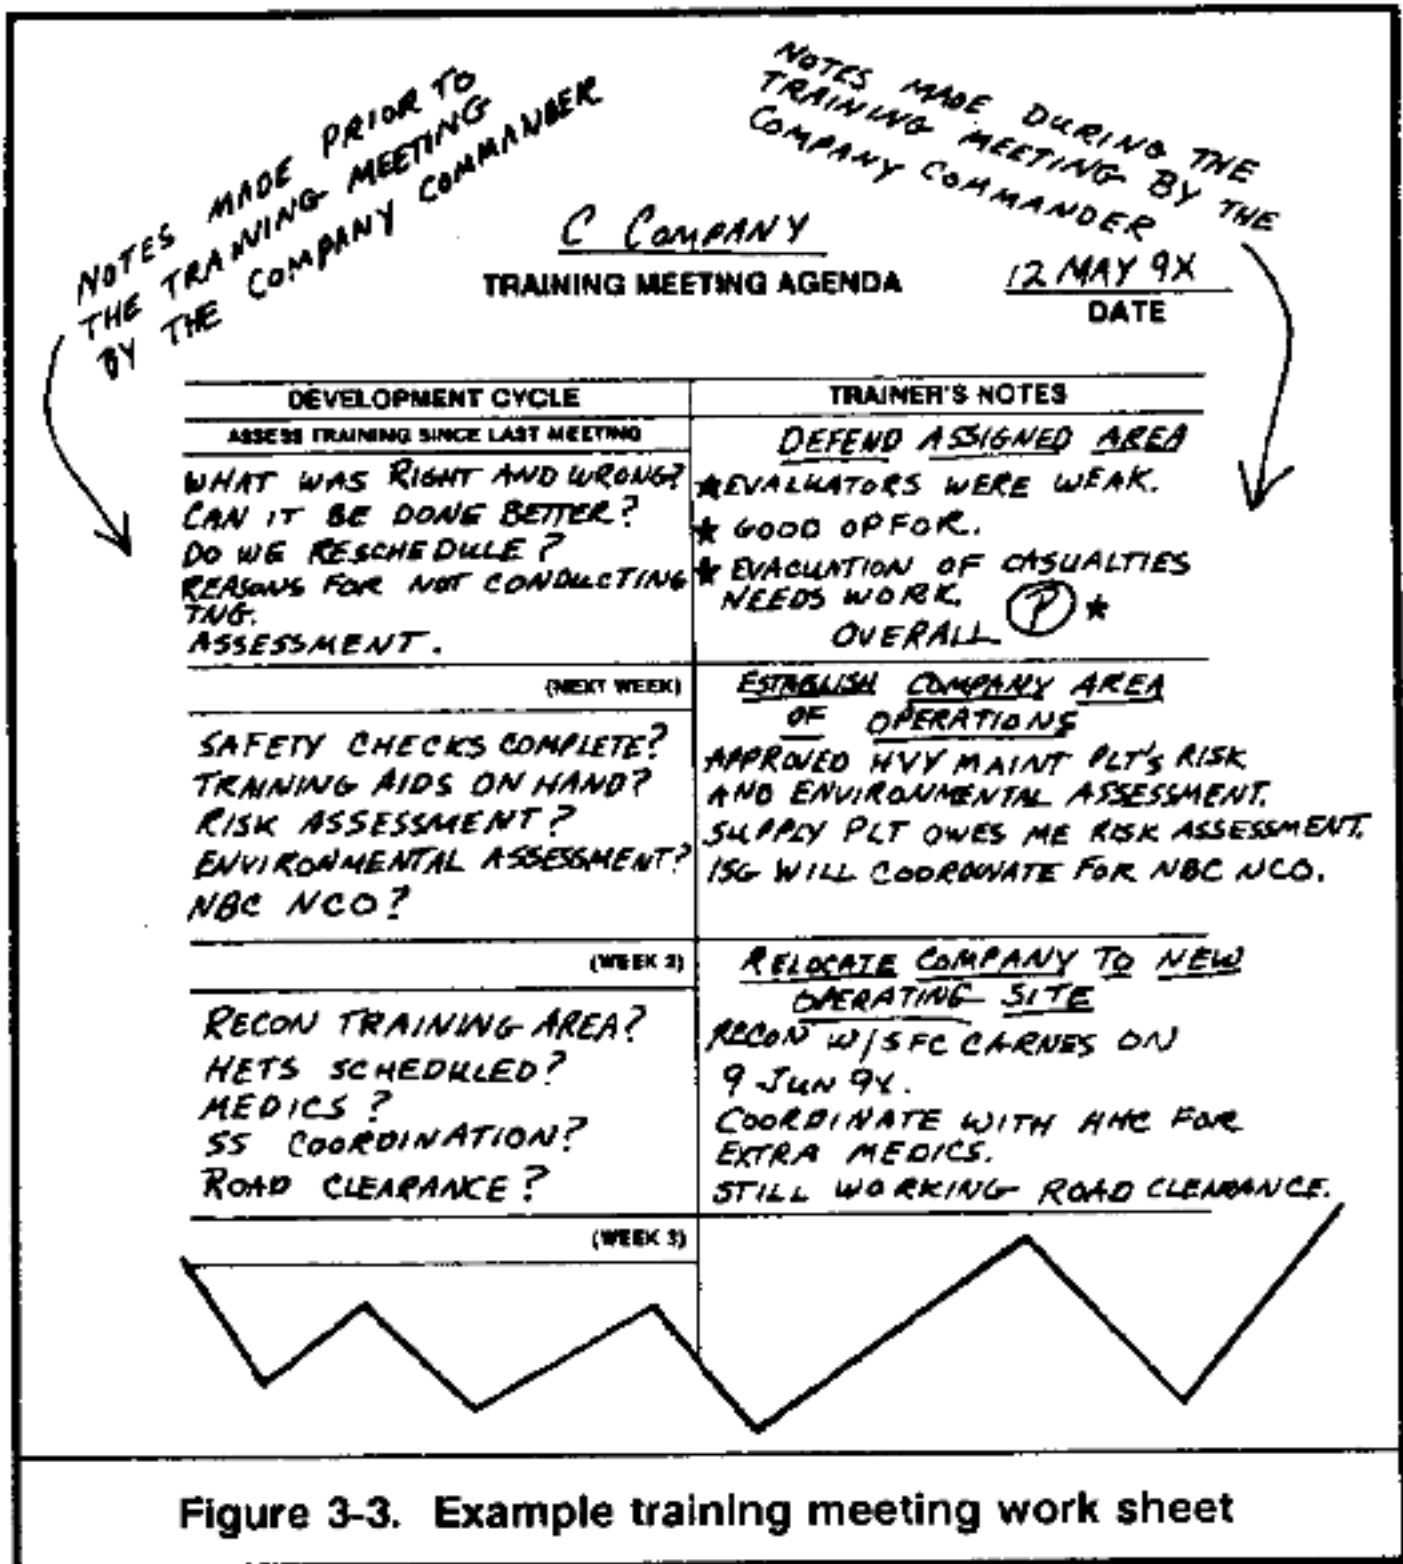 NOTES MADE PRIOR TO
THE TRAINING MEETING
BY THE COMPANY COMMANDER
NOTES MADE DURING THE
TRAINING MEETING BY THE
COMPANY COMMANDER
C COMPANY
TRAINING MEETING AGENDA
12 MAY 9X
DATE
DEVELOPMENT CYCLE
ASSESS TRAINING SINCE LAST MEETING
WHAT WAS RIGHT AND WRONG?
CAN IT BE DONE BETTER?
DO WE RESCHEDULE?
REASONS FOR NOT CONDUCTING
TNG.
ASSESSMENT.
TRAINER'S NOTES
DEFEND ASSIGNED AREA
★ EVALUATORS WERE WEAK.
★ GOOD OPFOR.
★ EVACUATION OF CASUALTIES
NEEDS WORK.
OVERALL P ★
(NEXT WEEK)
SAFETY CHECKS COMPLETE?
TRAINING AIDS ON HAND?
RISK ASSESSMENT?
ENVIRONMENTAL ASSESSMENT?
NBC NCO?
ESTABLISH COMPANY AREA
OF OPERATIONS
APPROVED HVY MAINT PLT'S RISK
AND ENVIRONMENTAL ASSESSMENT.
SUPPLY PLT OWES ME RISK ASSESSMENT.
1SG WILL COORDINATE FOR NBC NCO.
(WEEK 2)
RECON TRAINING AREA?
HETS SCHEDULED?
MEDICS?
S5 COORDINATION?
ROAD CLEARANCE?
RELOCATE COMPANY TO NEW
OPERATING SITE
RECON W/SFC CARNES ON
9 JUN 9X.
COORDINATE WITH HHC FOR
EXTRA MEDICS.
STILL WORKING ROAD CLEARANCE.
(WEEK 3)
Figure 3-3. Example training meeting work sheet